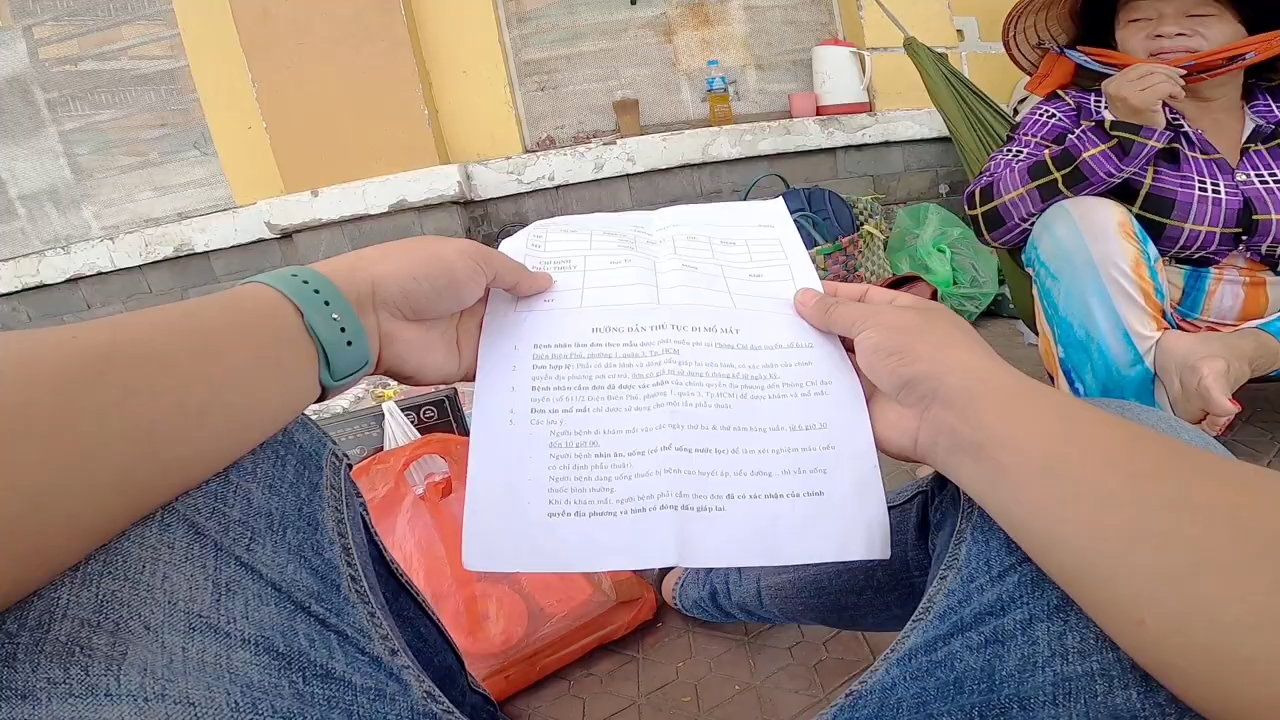 CHỈ ĐỊNH
PHẪU THUẬT
MT
HƯỚNG DẪN THỦ TỤC ĐI MỔ MẮT
1. Bệnh nhân làm đơn theo mẫu được phát miễn phí tại Phòng Chỉ đạo tuyến, số 611/2
Điện Biên Phủ, phường 1, quận 3, Tp.HCM
2. Đơn hợp lệ: Phải có dán hình và đóng dấu giáp lai trên hình, có xác nhận của chính
quyền địa phương nơi cư trú, đơn có giá trị sử dụng 6 tháng kể từ ngày ký.
3. Bệnh nhân cầm đơn đã được xác nhận của chính quyền địa phương đến Phòng Chỉ đạo
tuyến (số 611/2 Điện Biên Phủ, phường 1, quận 3, Tp.HCM) để được khám và mổ mắt.
4. Đơn xin mổ mắt chỉ được sử dụng cho một lần phẫu thuật.
5. Các lưu ý:
- Người bệnh đi khám mắt vào các ngày thứ ba & thứ năm hàng tuần, từ 6 giờ 30
đến 10 giờ 00.
- Người bệnh nhịn ăn, uống (có thể uống nước lọc) để làm xét nghiệm máu (nếu
có chỉ định phẫu thuật).
- Người bệnh đang uống thuốc bị bệnh cao huyết áp, tiểu đường... thì vẫn uống
thuốc bình thường.
- Khi đi khám mắt, người bệnh phải cầm theo đơn đã có xác nhận của chính
quyền địa phương và hình có đóng dấu giáp lai.